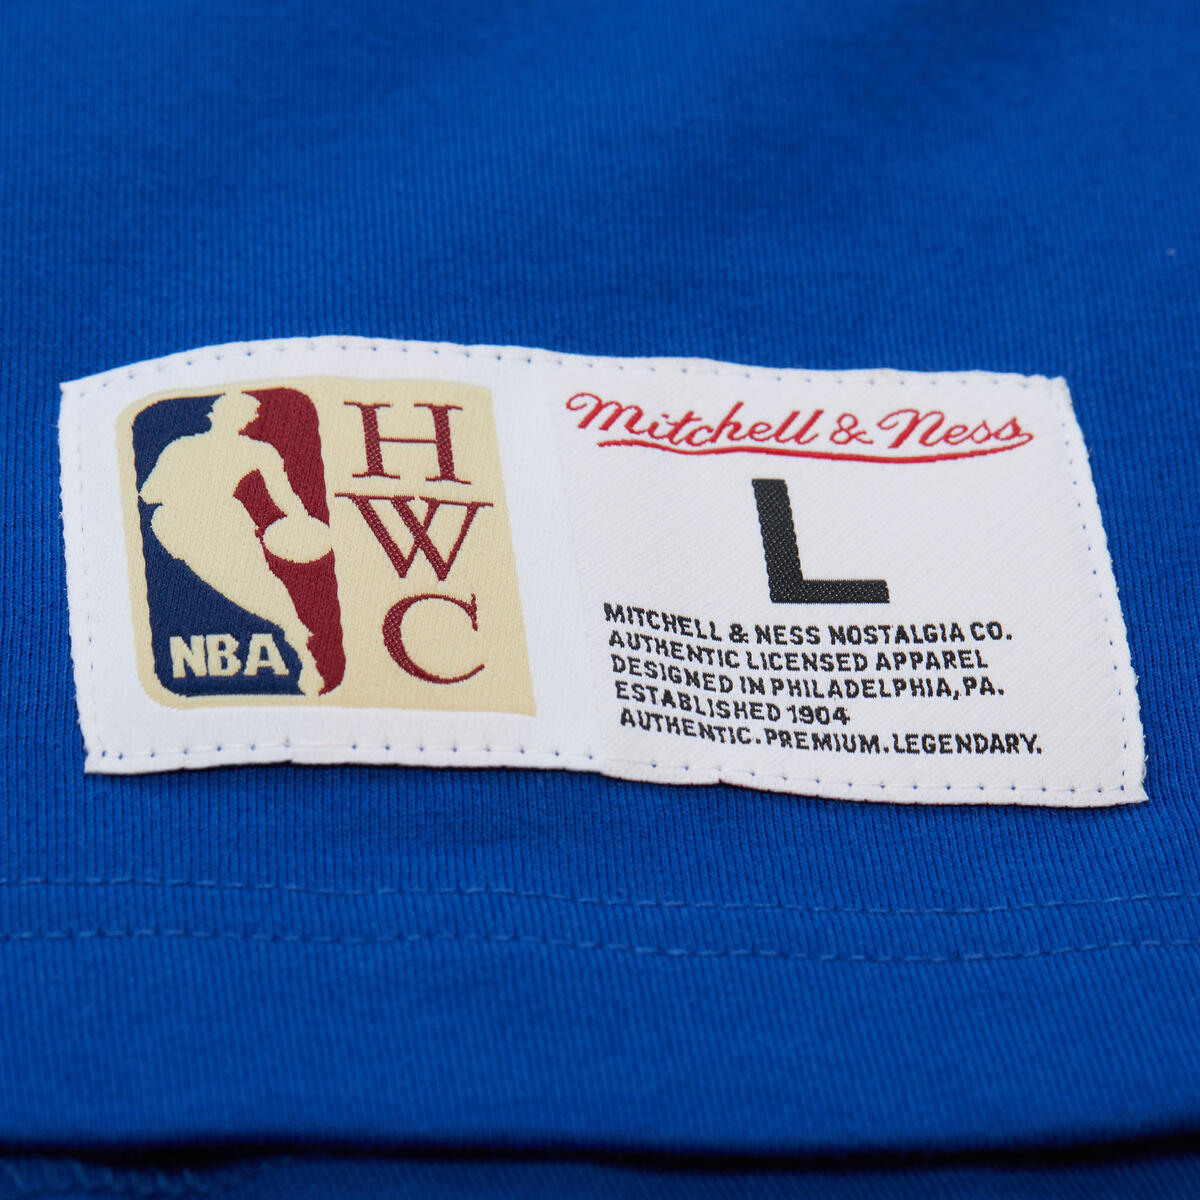 NBA
H
W
C
Mitchell & Ness
L
MITCHELL & NESS NOSTALGIA CO.
AUTHENTIC LICENSED APPAREL
DESIGNED IN PHILADELPHIA, PA.
ESTABLISHED 1904
AUTHENTIC. PREMIUM. LEGENDARY.